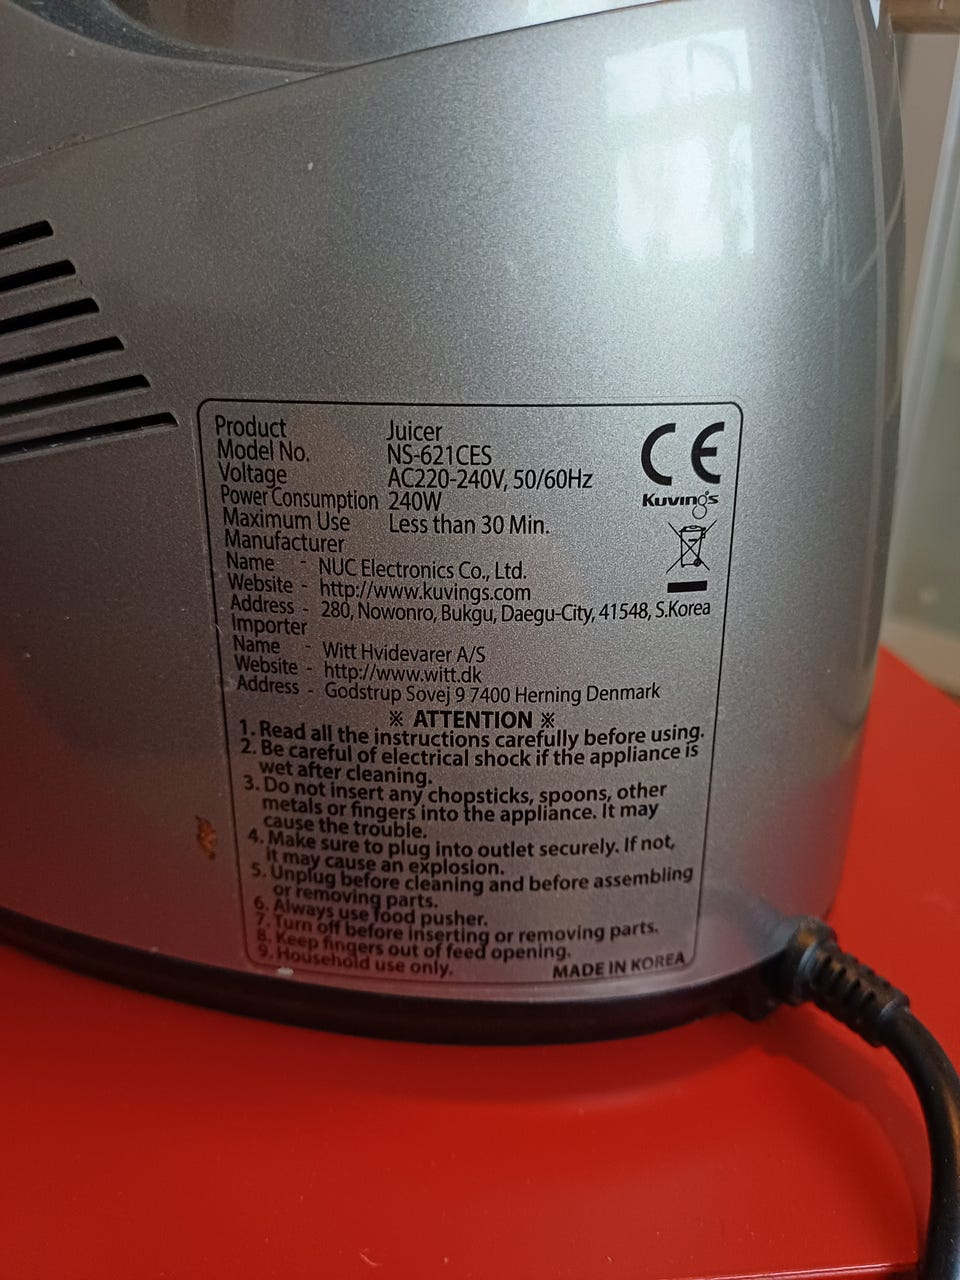 Product Juicer
Model No. NS-621CES
Voltage AC220-240V, 50/60Hz
Power Consumption 240W
Maximum Use Less than 30 Min.
Manufacturer
Name - NUC Electronics Co., Ltd.
Website - http://www.kuvings.com
Address - 280, Nowonro, Bukgu, Daegu-City, 41548, S.Korea
Importer
Name - Witt Hvidevarer A/S
Website - http://www.witt.dk
Address - Godstrup Sovej 9 7400 Herning Denmark
CE
Kuvings
※ ATTENTION ※
1. Read all the instructions carefully before using.
2. Be careful of electrical shock if the appliance is
wet after cleaning.
3. Do not insert any chopsticks, spoons, other
metals or fingers into the appliance. It may
cause the trouble.
4. Make sure to plug into outlet securely. If not,
it may cause an explosion.
5. Unplug before cleaning and before assembling
or removing parts.
6. Always use food pusher.
7. Turn off before inserting or removing parts.
8. Keep fingers out of feed opening.
9. Household use only.
MADE IN KOREA